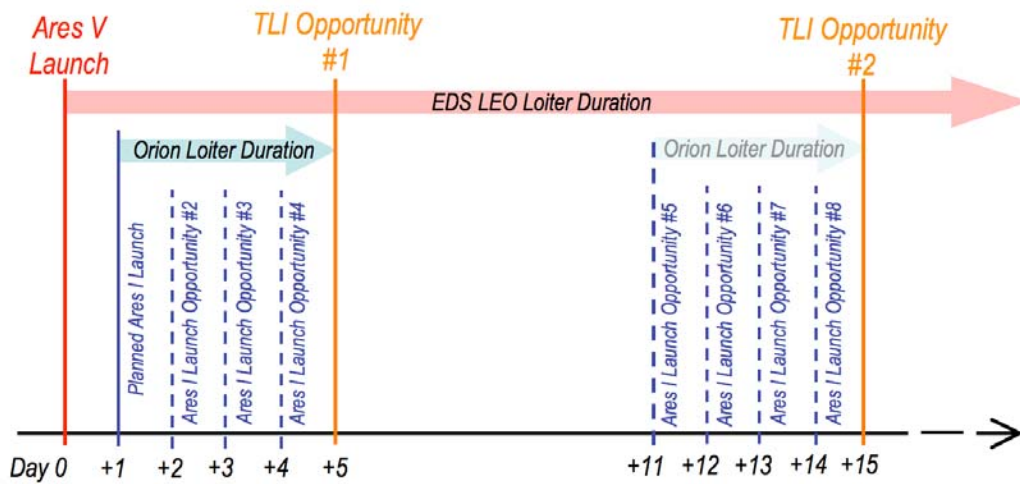 Ares V
Launch
TLI Opportunity
#1
TLI Opportunity
#2
EDS LEO Loiter Duration
Orion Loiter Duration
Orion Loiter Duration
Planned Ares I Launch
Ares I Launch Opportunity #2
Ares I Launch Opportunity #3
Ares I Launch Opportunity #4
Ares I Launch Opportunity #5
Ares I Launch Opportunity #6
Ares I Launch Opportunity #7
Ares I Launch Opportunity #8
Day 0 +1 +2 +3 +4 +5 +11 +12 +13 +14 +15